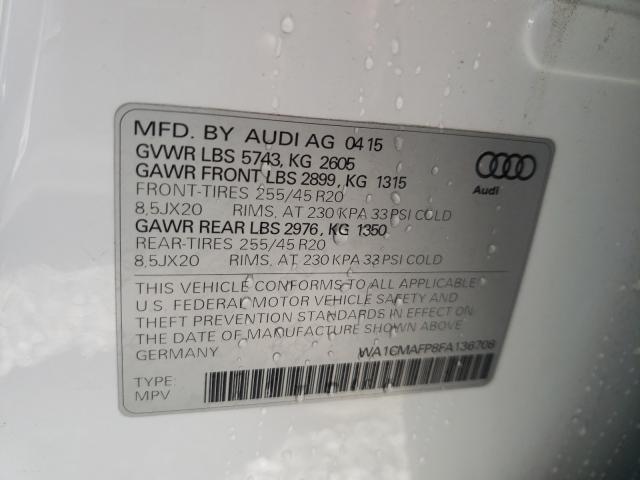 MFD. BY AUDI AG 04 15
GVWR LBS 5743, KG 2605
GAWR FRONT LBS 2899, KG 1315
FRONT-TIRES 255/45 R20
8,5JX20 RIMS, AT 230 KPA 33 PSI COLD
GAWR REAR LBS 2976, KG 1350
REAR-TIRES 255/45 R20
8,5JX20 RIMS, AT 230 KPA 33 PSI COLD
Audi
THIS VEHICLE CONFORMS TO ALL APPLICABLE
U.S. FEDERAL MOTOR VEHICLE SAFETY AND
THEFT PREVENTION STANDARDS IN EFFECT ON
THE DATE OF MANUFACTURE SHOWN ABOVE.
GERMANY
WA1CMAFP8FA136708
TYPE:
MPV